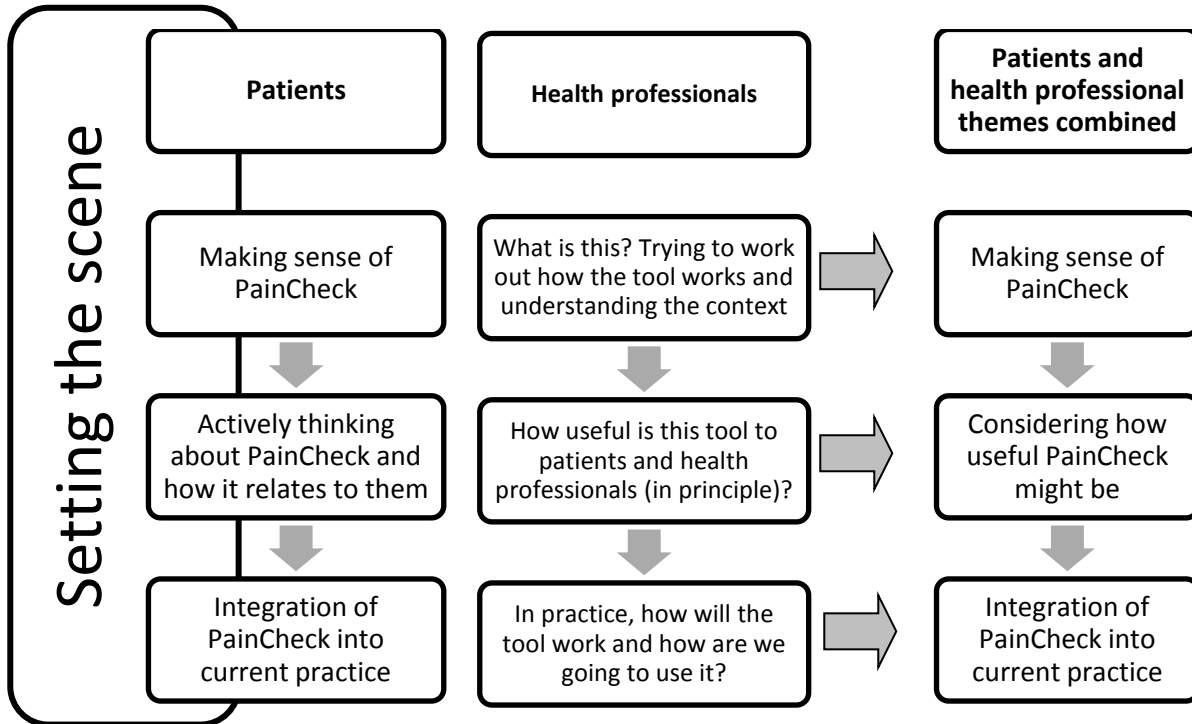 Setting the scene
Patients
Health professionals
Patients and
health professional
themes combined
Making sense of
PainCheck
What is this? Trying to work
out how the tool works and
understanding the context
Making sense of
PainCheck
Actively thinking
about PainCheck and
how it relates to them
How useful is this tool to
patients and health
professionals (in principle)?
Considering how
useful PainCheck
might be
Integration of
PainCheck into
current practice
In practice, how will the
tool work and how are we
going to use it?
Integration of
PainCheck into
current practice